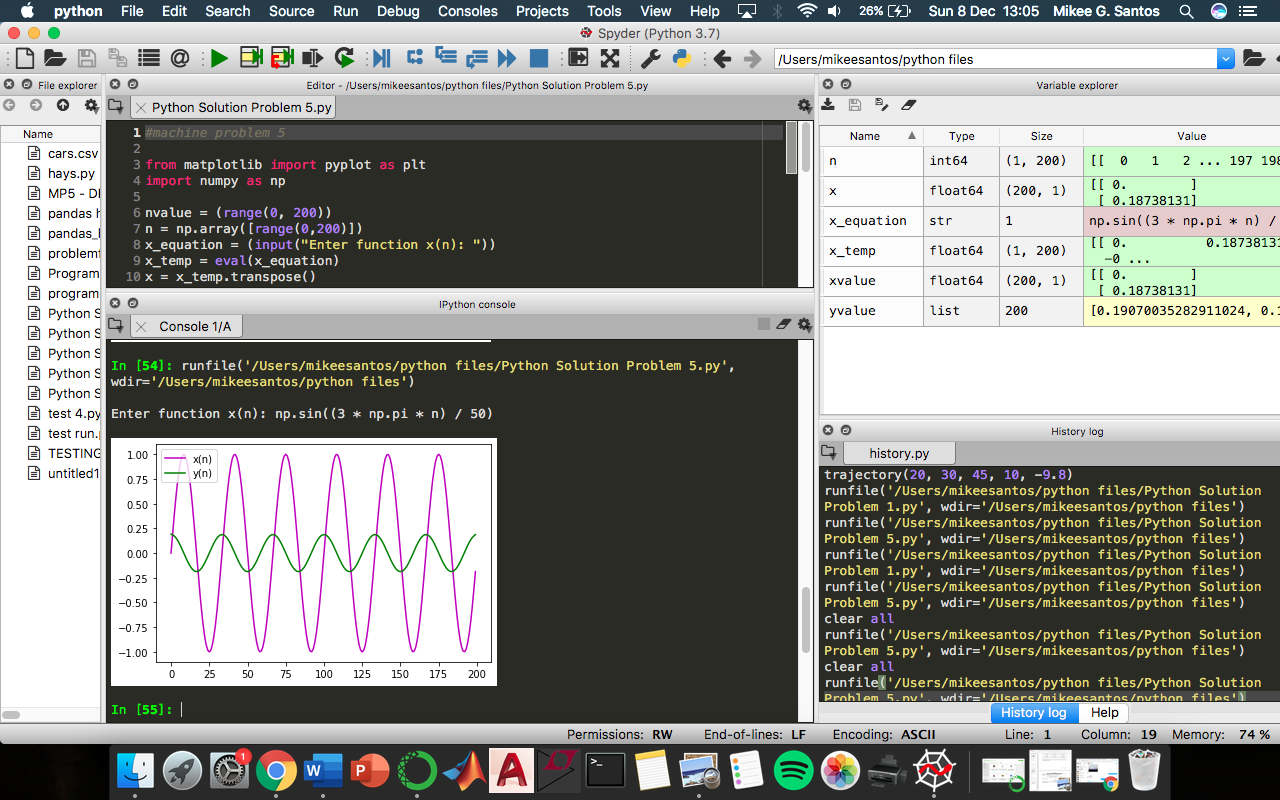 python File Edit Search Source Run Debug Consoles Projects Tools View Help 26% Sun 8 Dec 13:05 Mikee G. Santos
Spyder (Python 3.7)
/Users/mikeesantos/python files
File explorer
Name
cars.csv
hays.py
MP5 - DI
pandas h
pandas_h
problemf
Program
program
Python S
Python S
Python S
Python S
Python S
test 4.py
test run.p
TESTING
untitled1
Editor - /Users/mikeesantos/python files/Python Solution Problem 5.py
Python Solution Problem 5.py
1 #machine problem 5
2
3 from matplotlib import pyplot as plt
4 import numpy as np
5
6 nvalue = (range(0, 200))
7 n = np.array([range(0,200)])
8 x_equation = (input("Enter function x(n): "))
9 x_temp = eval(x_equation)
10 x = x_temp.transpose()
IPython console
Console 1/A
In [54]: runfile('/Users/mikeesantos/python files/Python Solution Problem 5.py',
wdir='/Users/mikeesantos/python files')
Enter function x(n): np.sin((3 * np.pi * n) / 50)
x(n)
y(n)
1.00
0.75
0.50
0.25
0.00
−0.25
−0.50
−0.75
−1.00
0 25 50 75 100 125 150 175 200
In [55]:
Variable explorer
Name Type Size Value
n int64 (1, 200) [[ 0 1 2 ... 197 198
x float64 (200, 1) [[ 0. ]
[ 0.18738131]
x_equation str 1 np.sin((3 * np.pi * n) /
x_temp float64 (1, 200) [[ 0. 0.18738131
-0 ...
xvalue float64 (200, 1) [[ 0. ]
[ 0.18738131]
yvalue list 200 [0.19070035282911024, 0.1
History log
history.py
trajectory(20, 30, 45, 10, -9.8)
runfile('/Users/mikeesantos/python files/Python Solution
Problem 1.py', wdir='/Users/mikeesantos/python files')
runfile('/Users/mikeesantos/python files/Python Solution
Problem 5.py', wdir='/Users/mikeesantos/python files')
runfile('/Users/mikeesantos/python files/Python Solution
Problem 1.py', wdir='/Users/mikeesantos/python files')
runfile('/Users/mikeesantos/python files/Python Solution
Problem 5.py', wdir='/Users/mikeesantos/python files')
clear all
runfile('/Users/mikeesantos/python files/Python Solution
Problem 5.py', wdir='/Users/mikeesantos/python files')
clear all
runfile('/Users/mikeesantos/python files/Python Solution
Problem 5.py', wdir='/Users/mikeesantos/python files')
History log Help
Permissions: RW End-of-lines: LF Encoding: ASCII Line: 1 Column: 19 Memory: 74 %
1